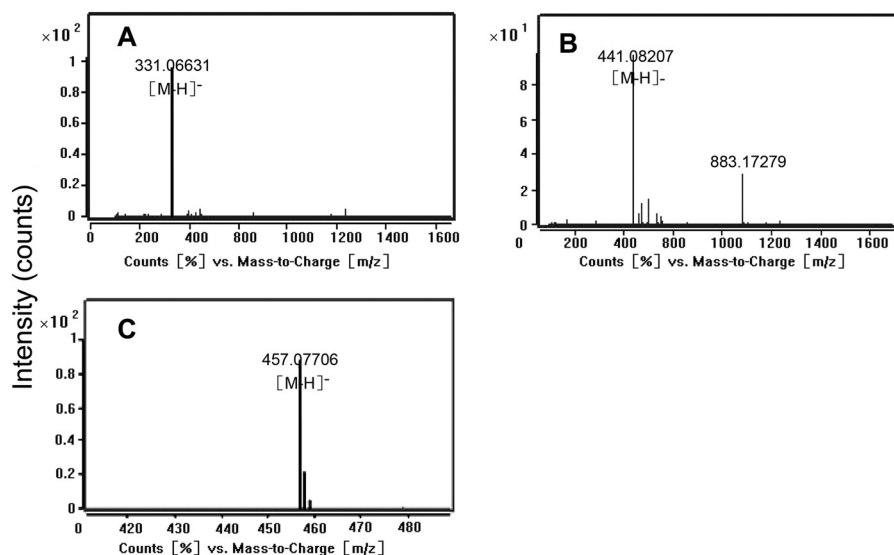 A
×10²
331.06631
[M-H]-
1
0.8
0.6
0.4
0.2
0
0 200 400 600 800 1000 1200 1400 1600
Counts [%] vs. Mass-to-Charge [m/z]
B
×10¹
441.08207
[M-H]-
8
6
4
2
0
883.17279
0 200 400 600 800 1000 1200 1400 1600
Counts [%] vs. Mass-to-Charge [m/z]
Intensity (counts)
C
×10²
457.07706
[M-H]-
1
0.8
0.6
0.4
0.2
0
0 420 430 440 450 460 470 480
Counts [%] vs. Mass-to-Charge [m/z]